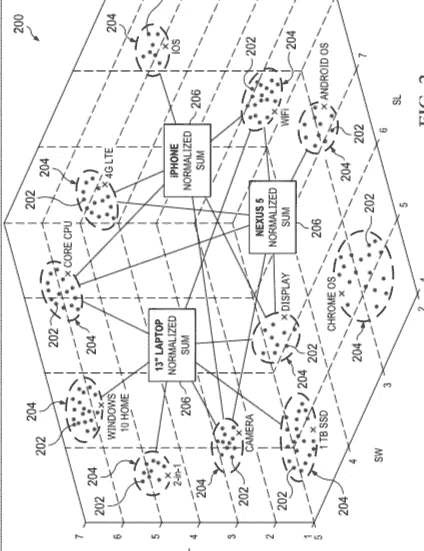 200
204
iOS
202
204
WiFi
ANDROID OS
202
204
206
iPHONE
NORMALIZED
SUM
202
204
4G LTE
NEXUS 5
NORMALIZED
SUM
206
CORE CPU
202
204
13" LAPTOP
NORMALIZED
SUM
206
DISPLAY
202
204
CHROME OS
202
204
202
204
WINDOWS
10 HOME
202
204
2-in-1
CAMERA
204
202
1 TB SSD
202
204
7
6
5
4
3
2
1
5
4
3
2
SW
5
6
7
SL